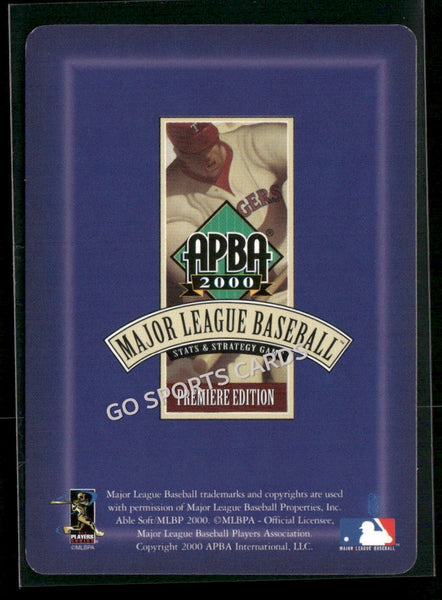 T
GERS
APBA®
2000
MAJOR LEAGUE BASEBALL™
STATS & STRATEGY GAME
GO SPORTS CARDS
PREMIERE EDITION
Major League Baseball trademarks and copyrights are used
with permission of Major League Baseball Properties, Inc.
Able Soft/MLBP 2000. ©MLBPA - Official Licensee,
Major League Baseball Players Association.
Copyright 2000 APBA International, LLC.
PLAYERS
CHOICE
©MLBPA
MAJOR LEAGUE BASEBALL